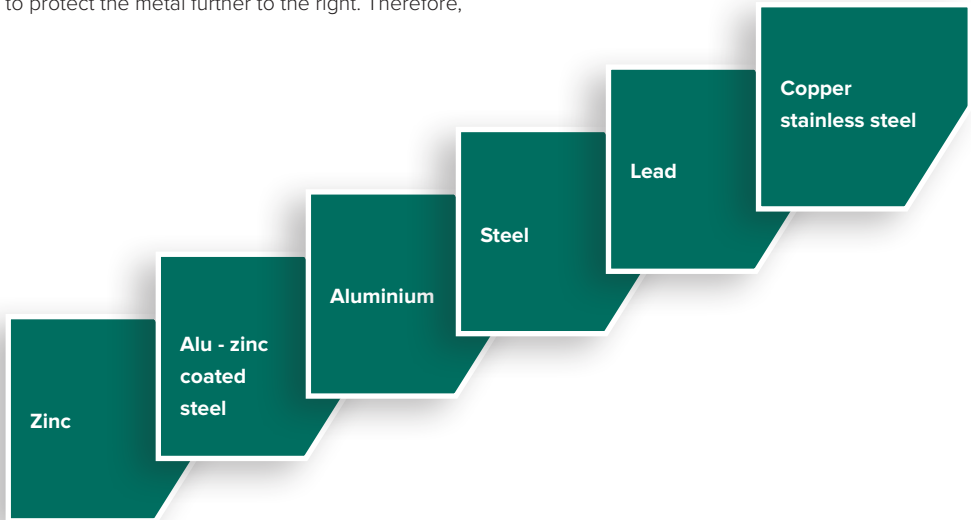 to protect the metal further to the right. Therefore,
Copper
stainless steel
Lead
Steel
Aluminium
Alu - zinc
coated
steel
Zinc